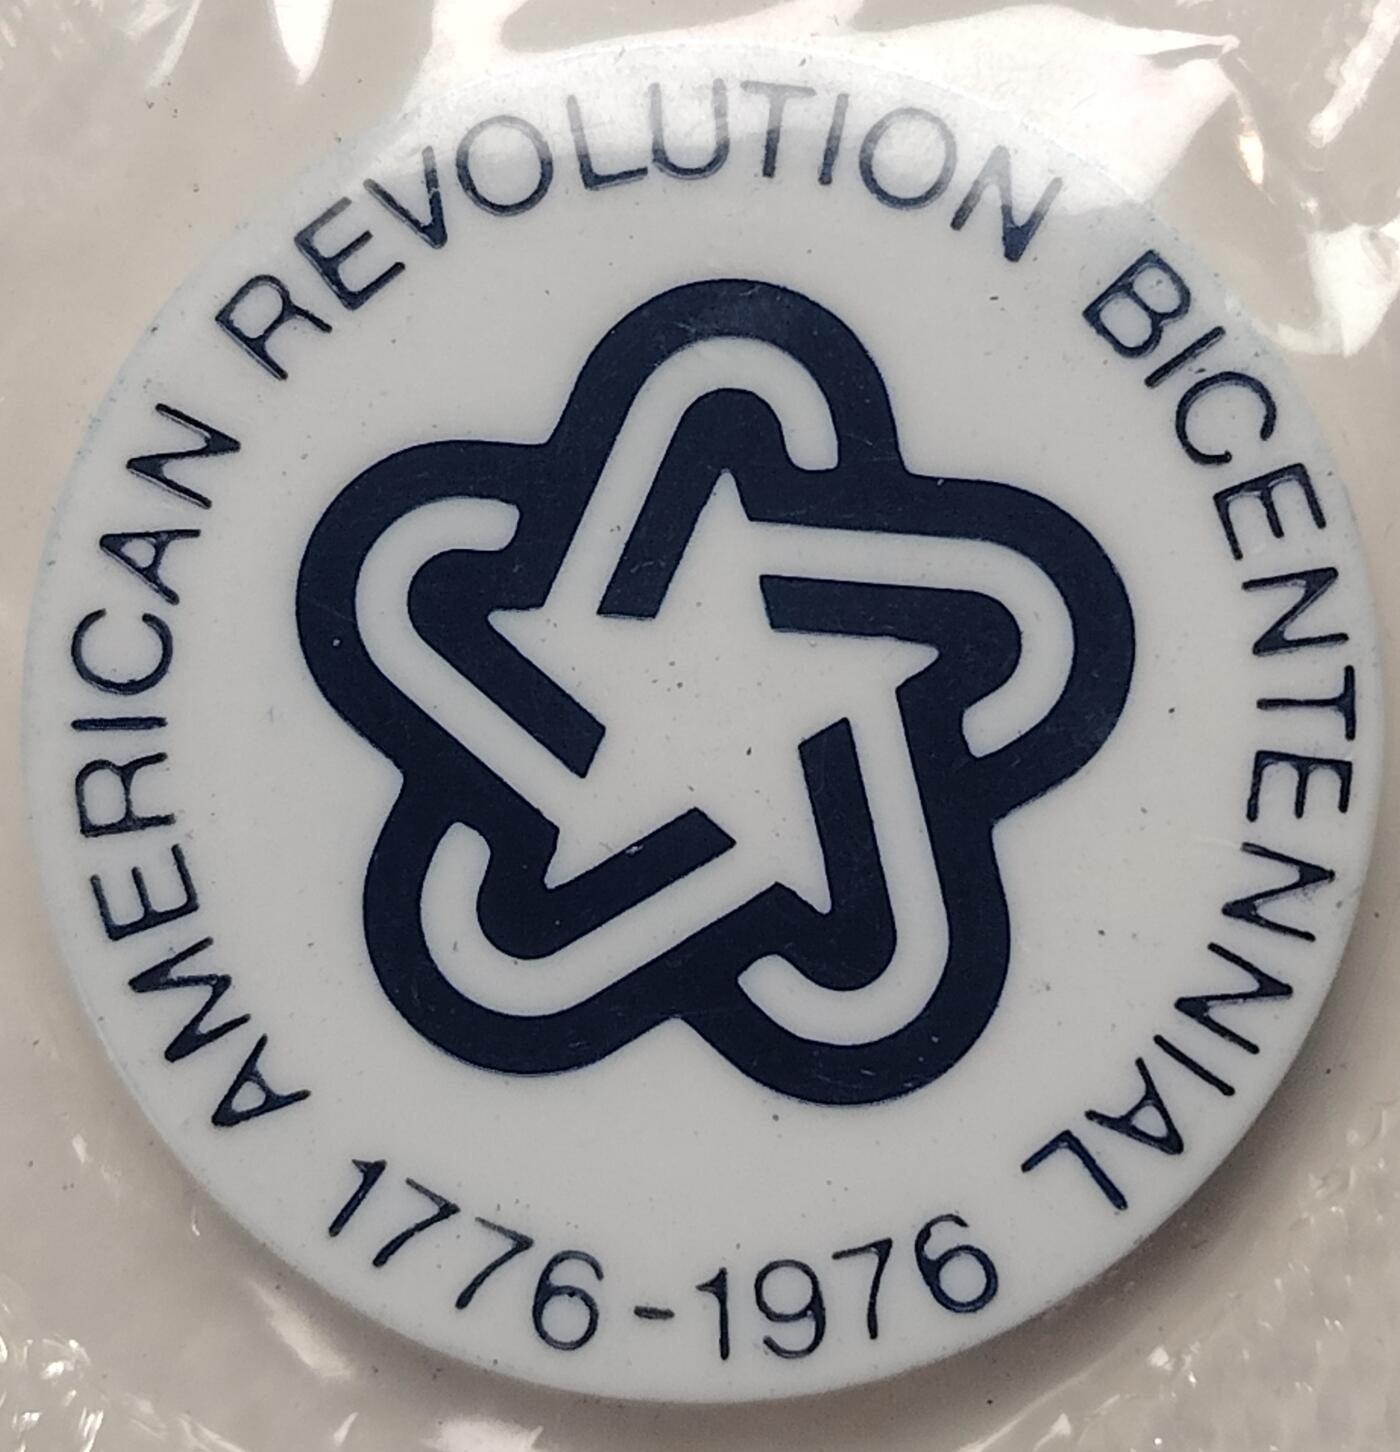 AMERICAN REVOLUTION BICENTENNIAL
1776-1976